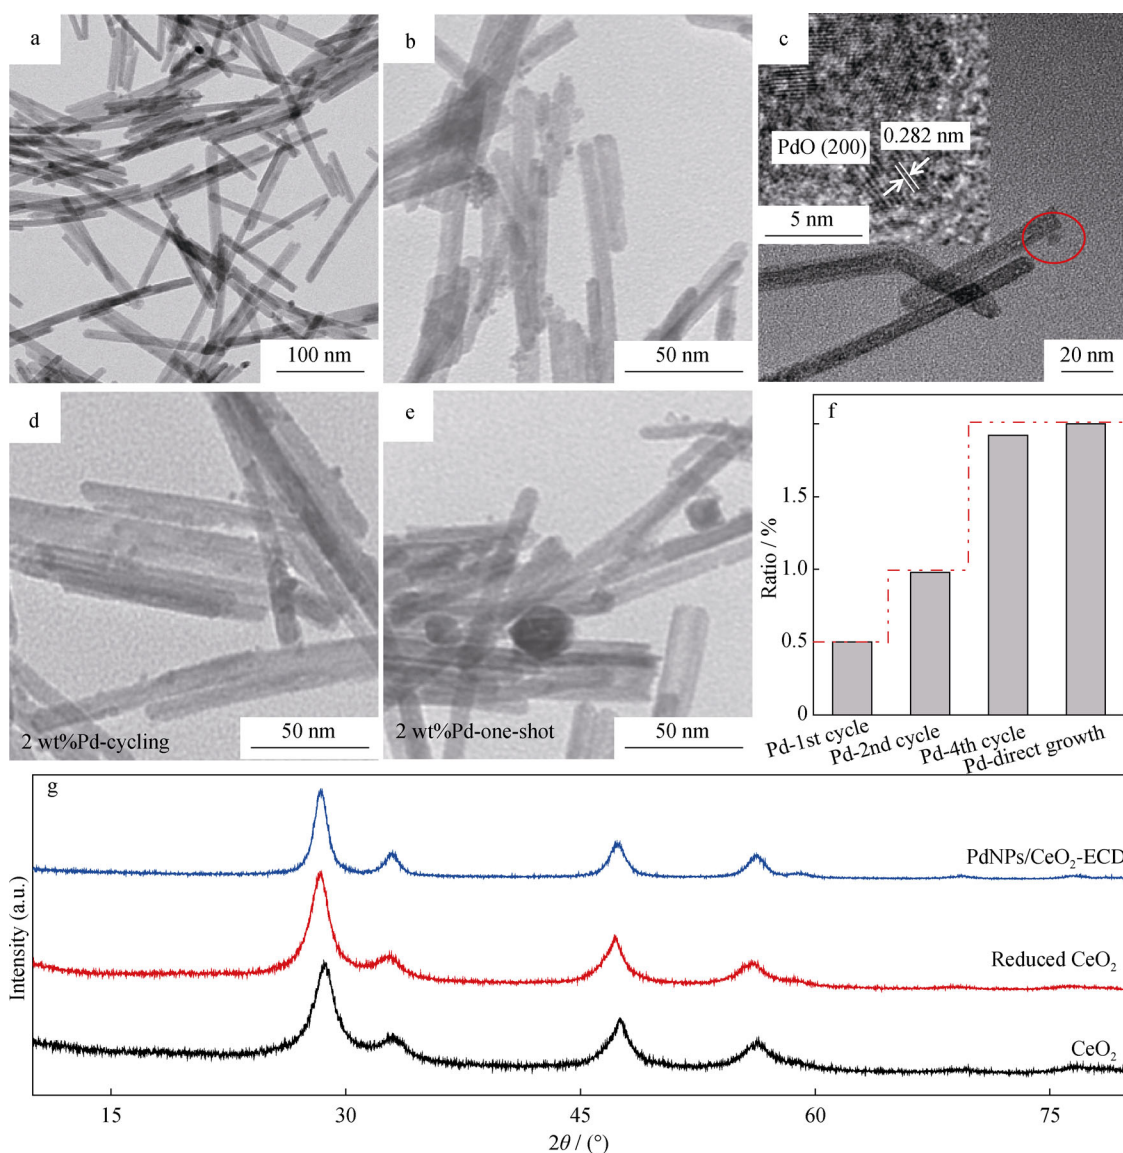 a
100 nm
b
50 nm
c
PdO (200)
0.282 nm
5 nm
20 nm
d
2 wt%Pd-cycling
50 nm
e
2 wt%Pd-one-shot
50 nm
f
Ratio / %
1.5
1.0
0.5
0
Pd-1st cycle
Pd-2nd cycle
Pd-4th cycle
Pd-direct growth
g
Intensity (a.u.)
PdNPs/CeO₂-ECD
Reduced CeO₂
CeO₂
15 30 45 60 75
2θ / (°)